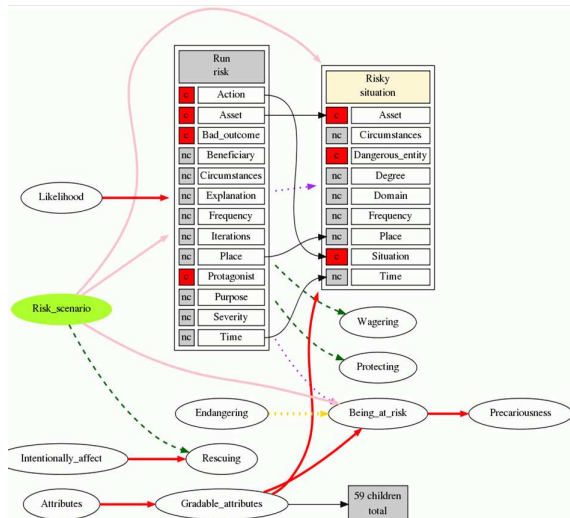 Run
risk
c Action
c Asset
c Bad_outcome
nc Beneficiary
nc Circumstances
nc Explanation
nc Frequency
nc Iterations
nc Place
c Protagonist
nc Purpose
nc Severity
nc Time
Risky
situation
c Asset
nc Circumstances
c Dangerous_entity
nc Degree
nc Domain
nc Frequency
nc Place
c Situation
nc Time
Likelihood
Risk_scenario
Wagering
Protecting
Endangering
Being_at_risk
Precariousness
Intentionally_affect
Rescuing
Attributes
Gradable_attributes
59 children
total